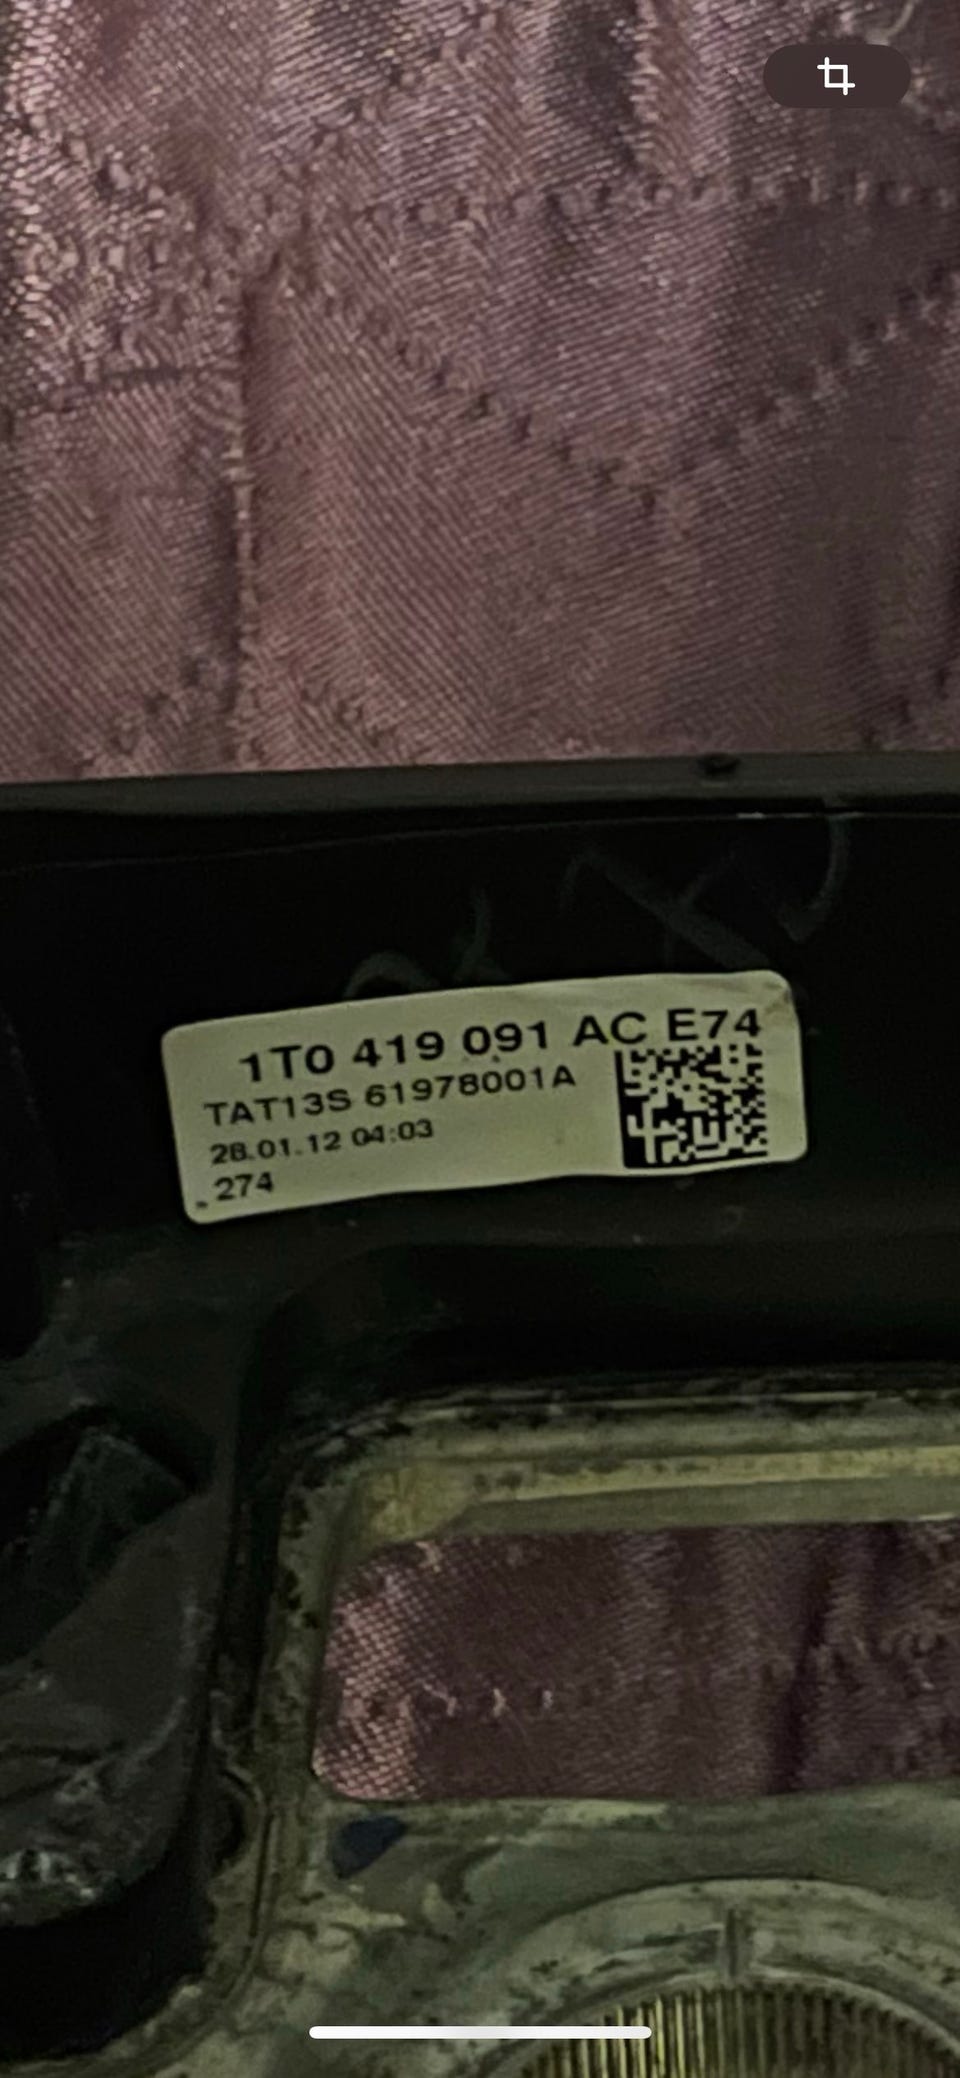 1T0 419 091 AC E74
TAT13S 61978001A
28.01.12 04:03
274